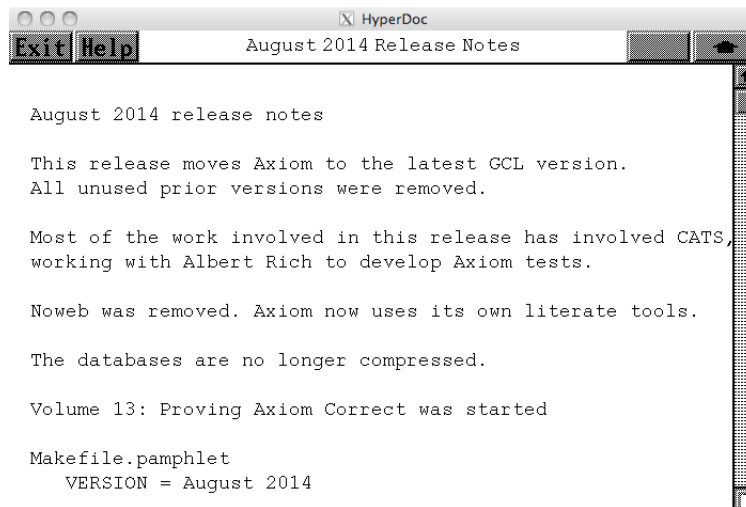 HyperDoc
Exit Help August 2014 Release Notes
August 2014 release notes
This release moves Axiom to the latest GCL version.
All unused prior versions were removed.
Most of the work involved in this release has involved CATS,
working with Albert Rich to develop Axiom tests.
Noweb was removed. Axiom now uses its own literate tools.
The databases are no longer compressed.
Volume 13: Proving Axiom Correct was started
Makefile.pamphlet
VERSION = August 2014